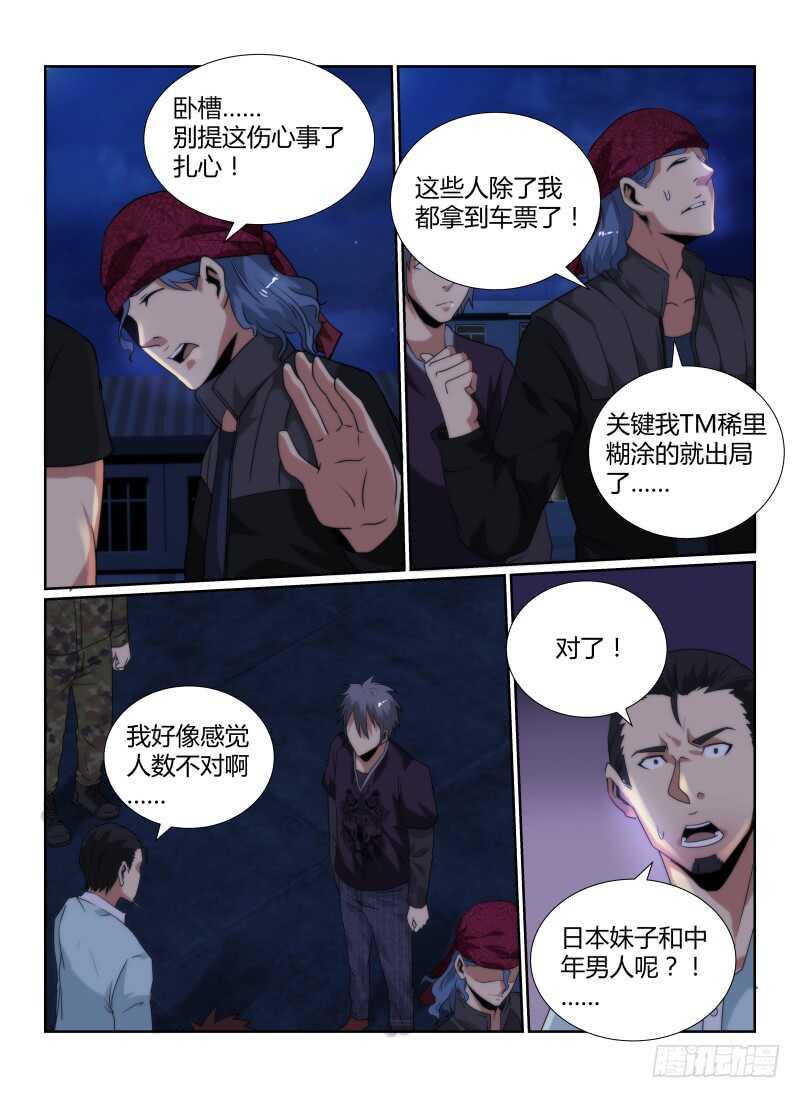 卧槽……
别提这伤心事了
扎心！
这些人除了我
都拿到车票了！
关键我TM稀里
糊涂的就出局
了……
我好像感觉
人数不对啊
……
对了！
日本妹子和中
年男人呢？！
……
腾讯动漫